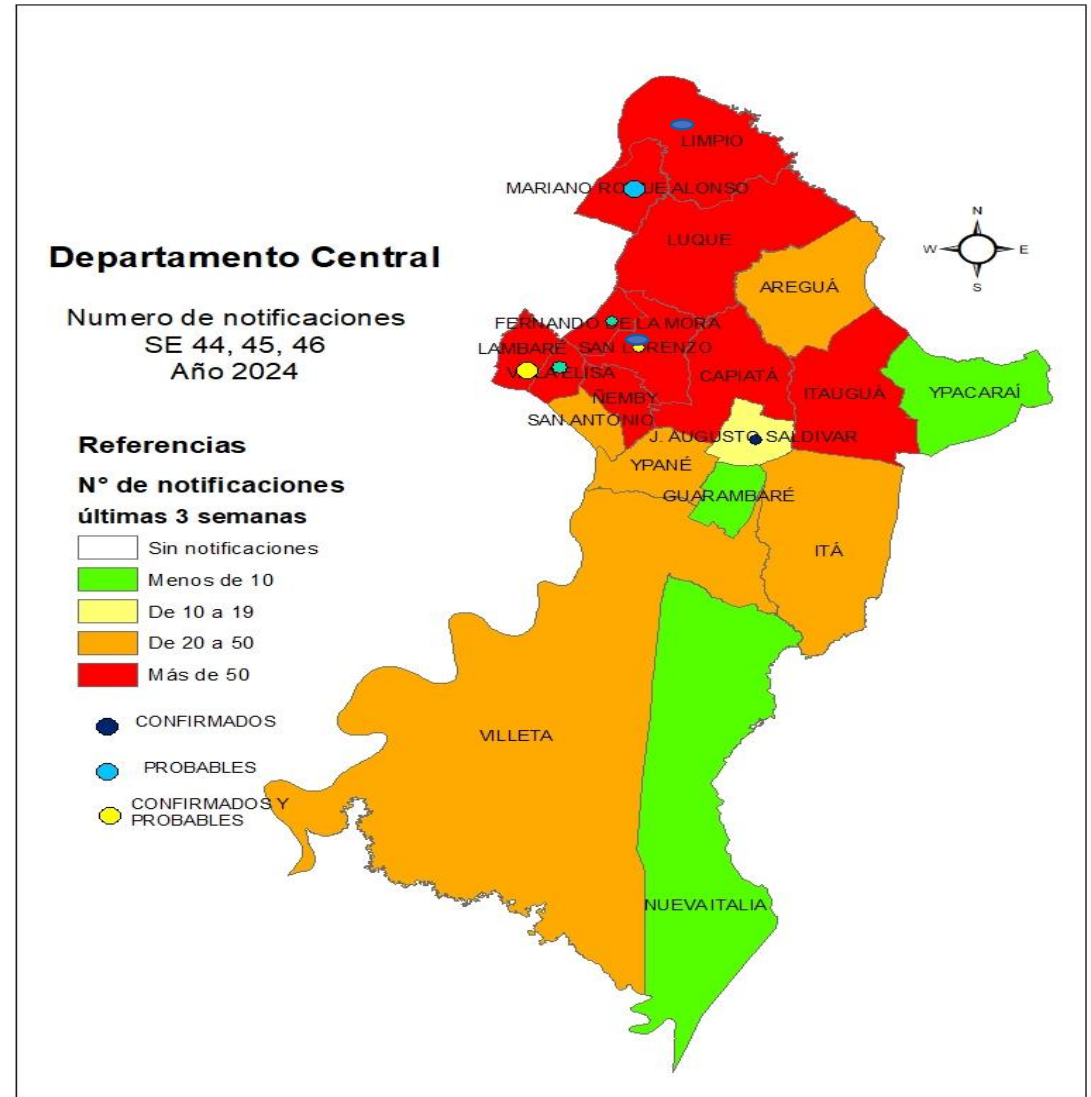 LIMPIO
MARIANO ROQUE ALONSO
LUQUE
N
W
E
S
Departamento Central
AREGUÁ
Numero de notificaciones
SE 44, 45, 46
Año 2024
FERNANDO DE LA MORA
LAMBARÉ
SAN LORENZO
VILLA ELISA
CAPIATÁ
ITAUGUÁ
YPACARAÍ
ÑEMBY
SAN ANTONIO
J. AUGUSTO SALDIVAR
YPANÉ
GUARAMBARÉ
ITÁ
Referencias
N° de notificaciones
últimas 3 semanas
Sin notificaciones
Menos de 10
De 10 a 19
De 20 a 50
Más de 50
CONFIRMADOS
PROBABLES
CONFIRMADOS Y
PROBABLES
VILLETA
NUEVA ITALIA